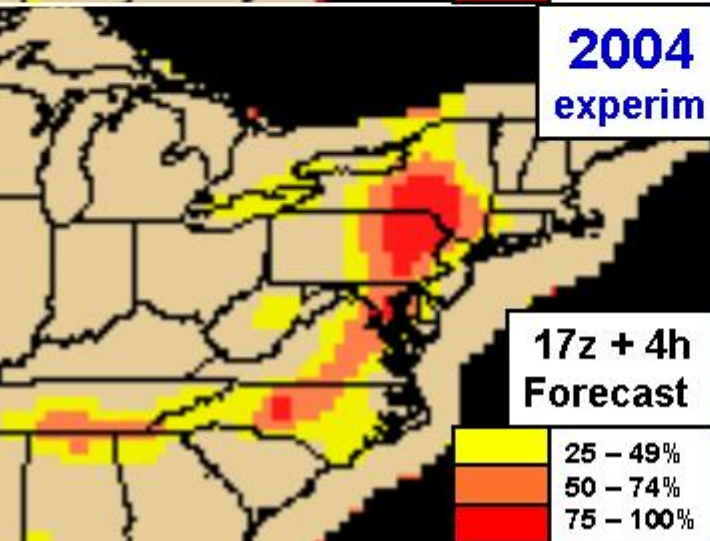 2004
experim
17z + 4h
Forecast
25 – 49%
50 – 74%
75 – 100%